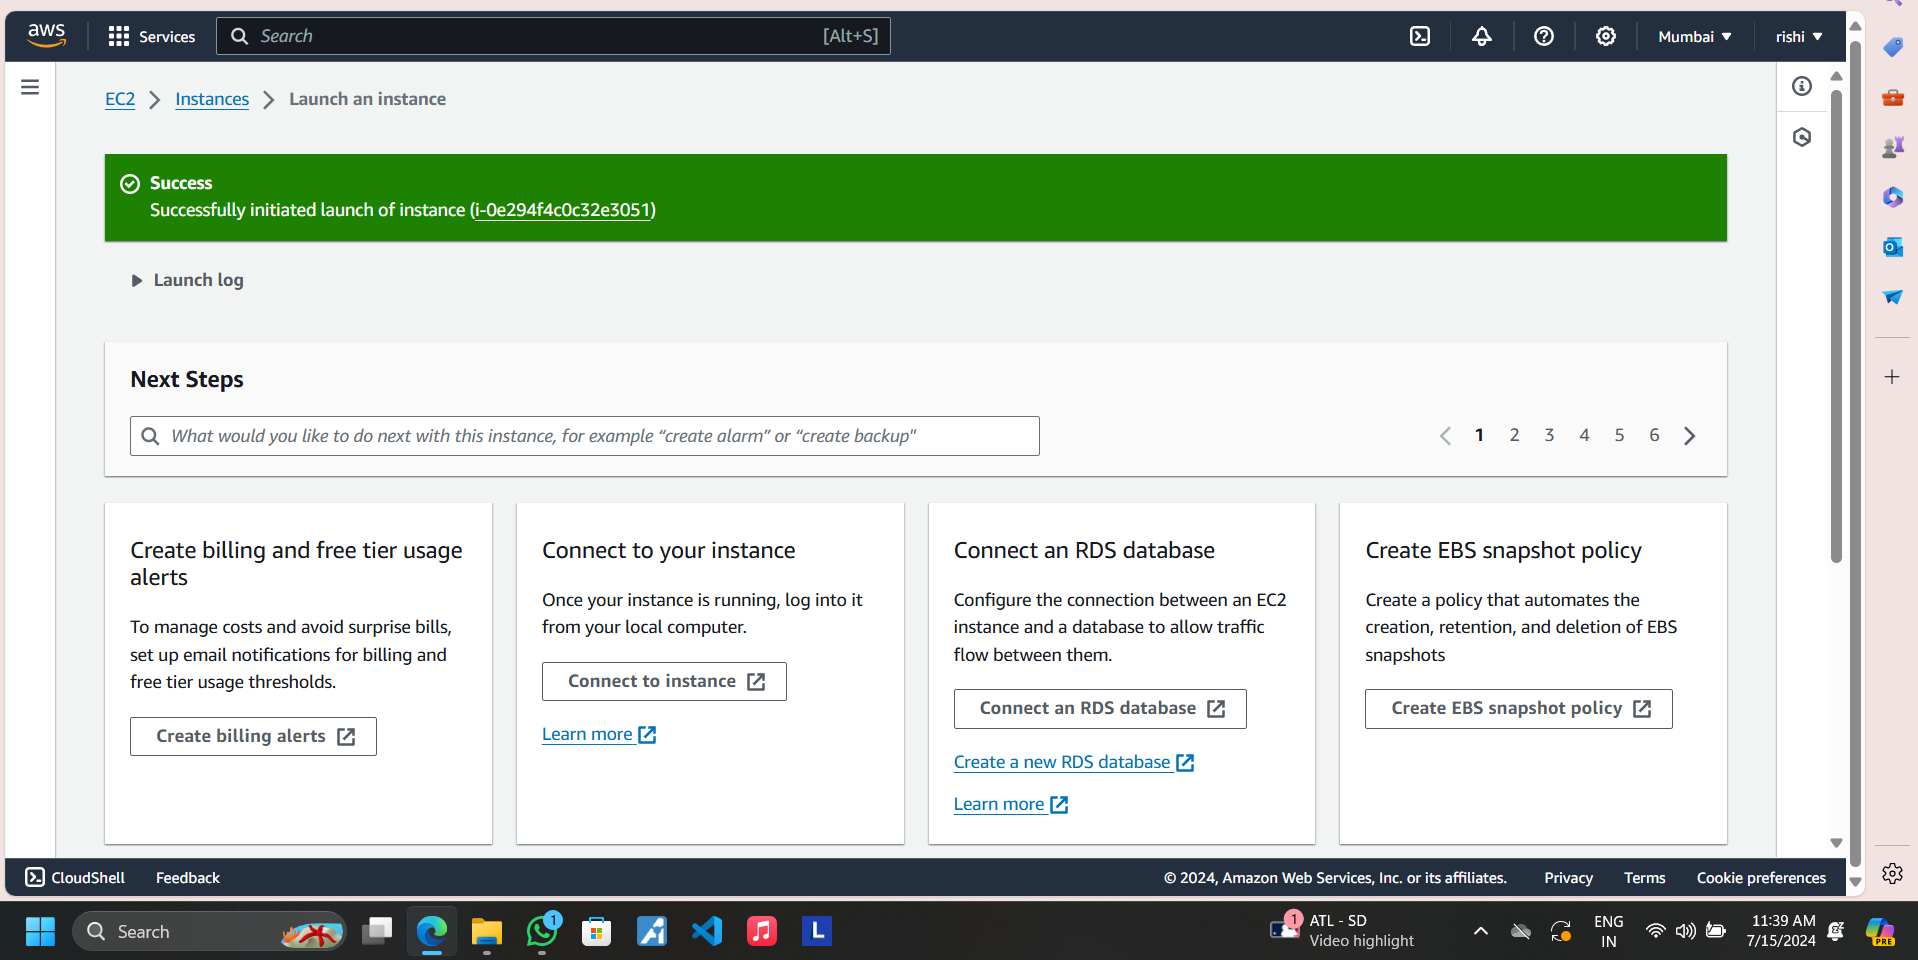 aws
Services
Search
[Alt+S]
Mumbai
rishi
EC2
Instances
Launch an instance
Success
Successfully initiated launch of instance (i-0e294f4c0c32e3051)
Launch log
Next Steps
What would you like to do next with this instance, for example “create alarm” or “create backup"
1 2 3 4 5 6
Create billing and free tier usage
alerts
To manage costs and avoid surprise bills,
set up email notifications for billing and
free tier usage thresholds.
Create billing alerts
Connect to your instance
Once your instance is running, log into it
from your local computer.
Connect to instance
Learn more
Connect an RDS database
Configure the connection between an EC2
instance and a database to allow traffic
flow between them.
Connect an RDS database
Create a new RDS database
Learn more
Create EBS snapshot policy
Create a policy that automates the
creation, retention, and deletion of EBS
snapshots
Create EBS snapshot policy
CloudShell
Feedback
© 2024, Amazon Web Services, Inc. or its affiliates.
Privacy
Terms
Cookie preferences
Search
1
L
1
ATL - SD
Video highlight
ENG
IN
11:39 AM
7/15/2024
PRE